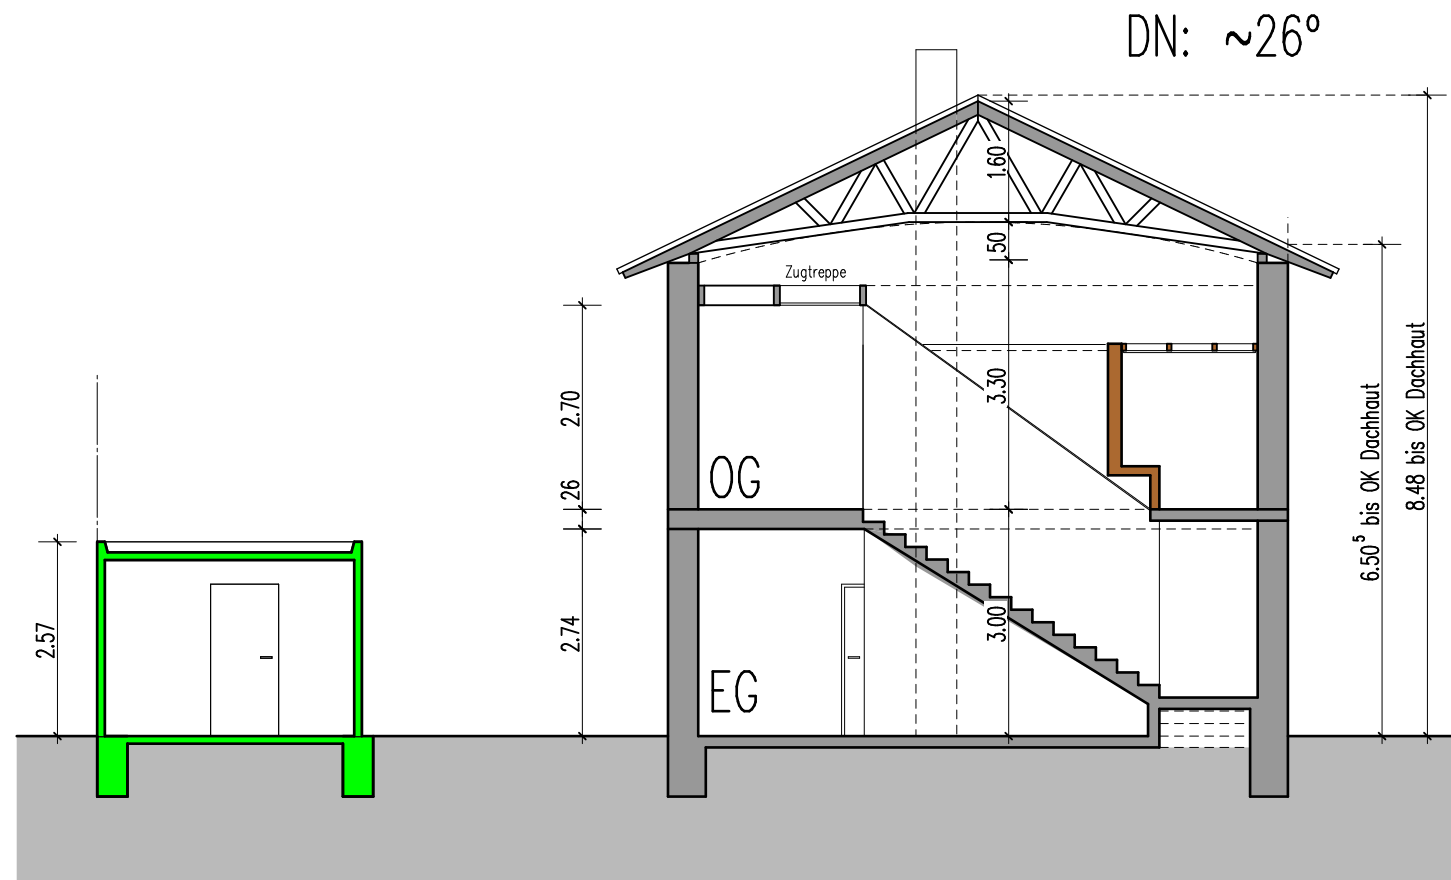 DN: ~26°
1.60
.50
Zugtreppe
3.30
2.70
26
OG
6.50⁵ bis OK Dachhaut
8.48 bis OK Dachhaut
2.57
2.74
3.00
EG